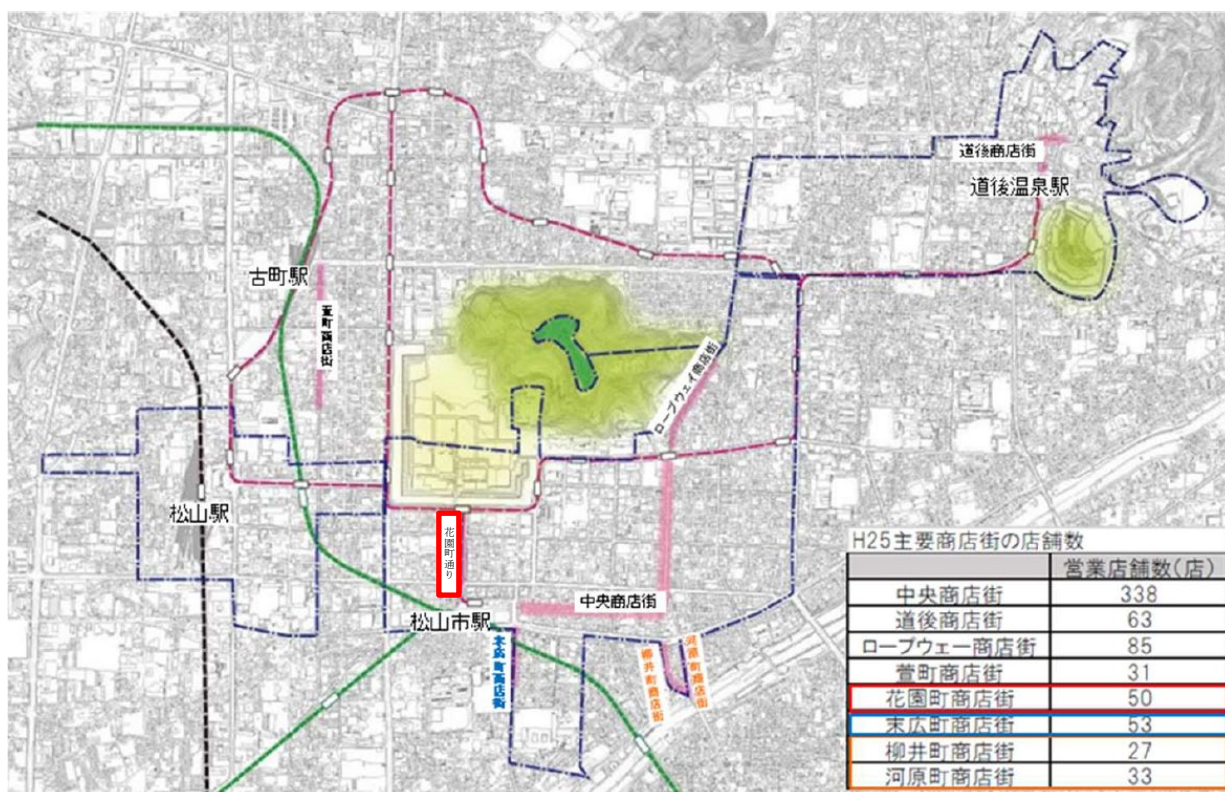 道後商店街
道後温泉駅
古町駅
萱町商店街
ロープウェイ商店街
松山駅
花園町通り
中央商店街
松山市駅
末広町商店街
柳井町商店街
河原町商店街
H25主要商店街の店舗数
営業店舗数(店)
中央商店街 338
道後商店街 63
ロープウェー商店街 85
萱町商店街 31
花園町商店街 50
末広町商店街 53
柳井町商店街 27
河原町商店街 33